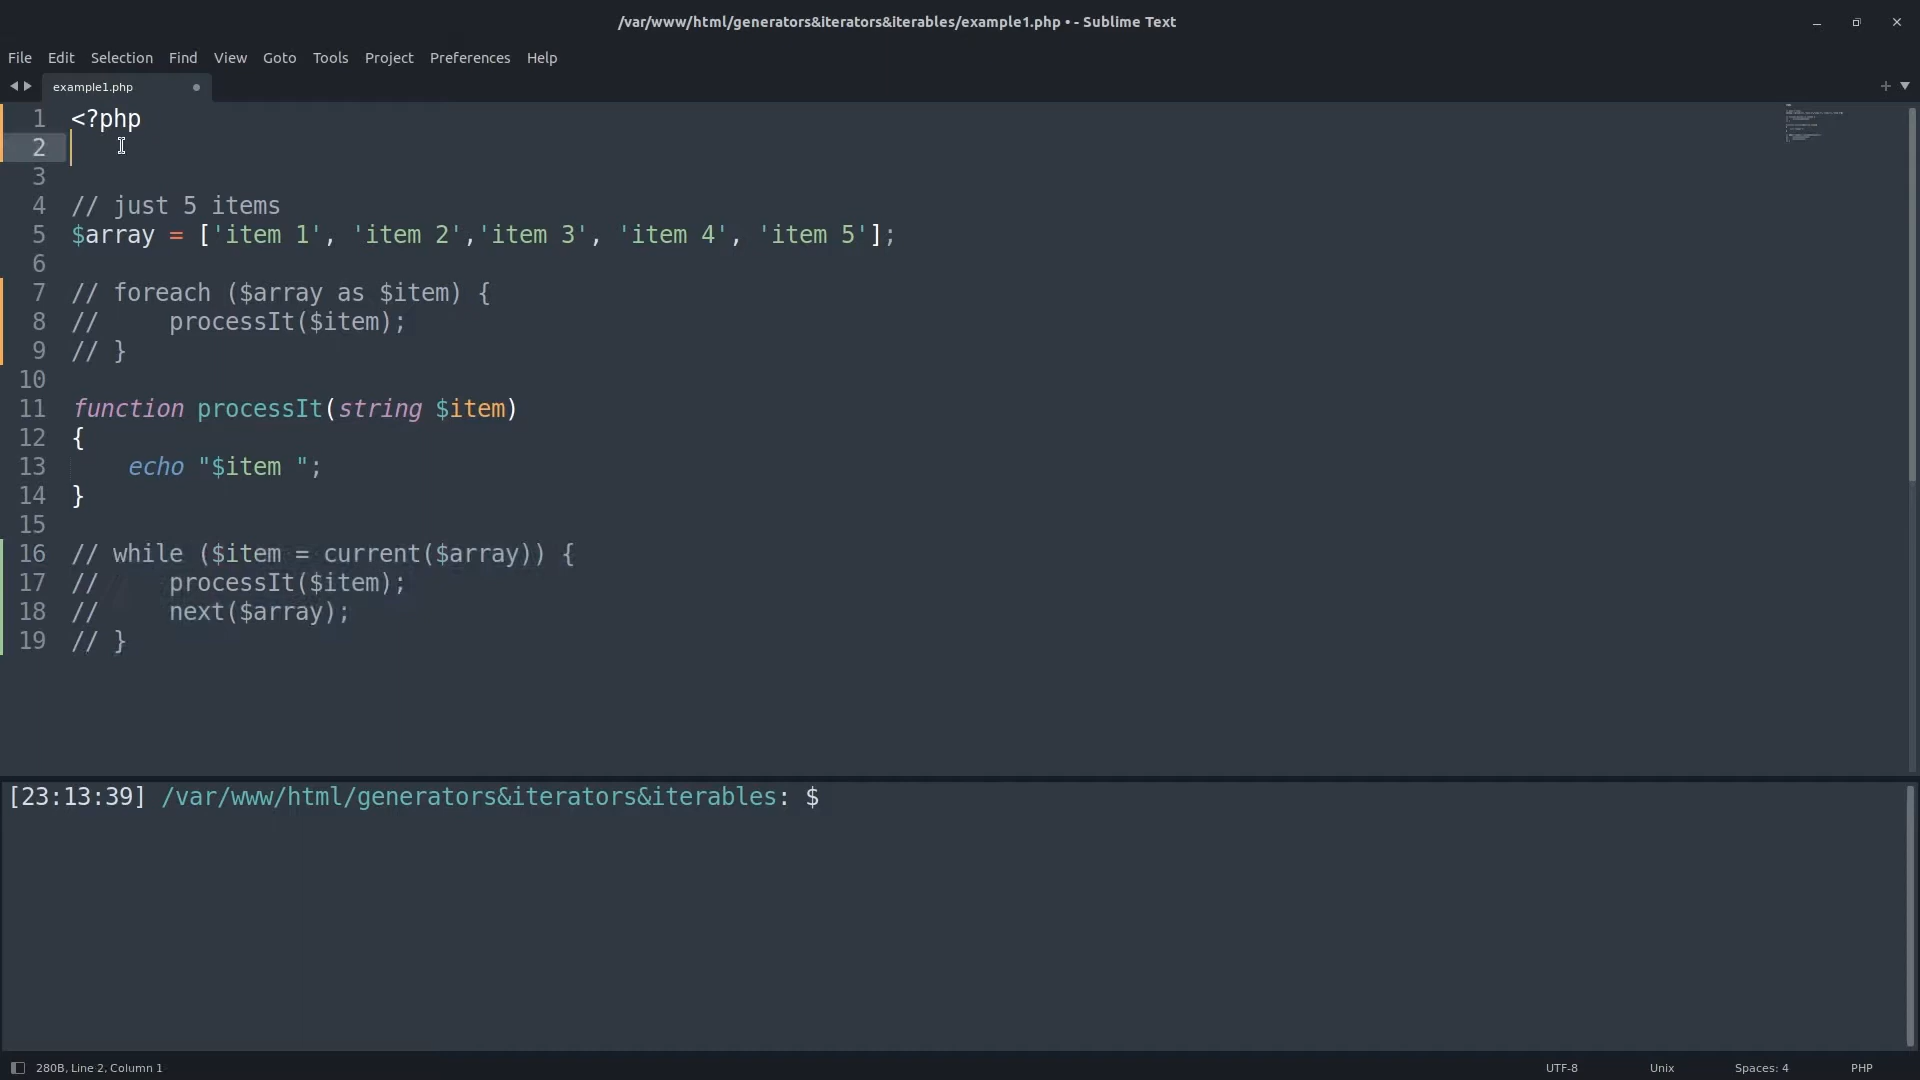 /var/www/html/generators&iterators&iterables/example1.php • - Sublime Text
File Edit Selection Find View Goto Tools Project Preferences Help
example1.php
1 <?php
2
3
4 // just 5 items
5 $array = ['item 1', 'item 2','item 3', 'item 4', 'item 5'];
6
7 // foreach ($array as $item) {
8 //     processIt($item);
9 // }
10
11 function processIt(string $item)
12 {
13     echo "$item ";
14 }
15
16 // while ($item = current($array)) {
17 //     processIt($item);
18 //     next($array);
19 // }
[23:13:39] /var/www/html/generators&iterators&iterables: $
280B, Line 2, Column 1 UTF-8 Unix Spaces: 4 PHP